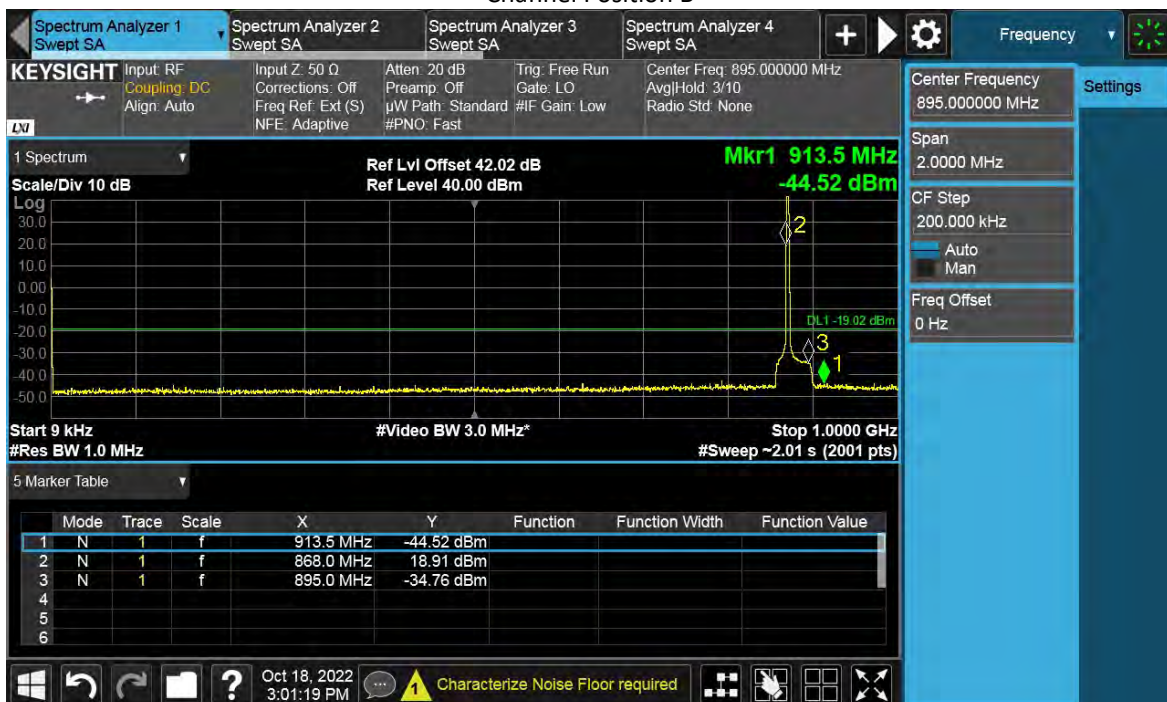 Channel Position B
Spectrum Analyzer 1
Swept SA
Spectrum Analyzer 2
Swept SA
Spectrum Analyzer 3
Swept SA
Spectrum Analyzer 4
Swept SA
+
Frequency
KEYSIGHT
LXI
Input: RF
Coupling: DC
Align: Auto
Input Z: 50 Ω
Corrections: Off
Freq Ref: Ext (S)
NFE: Adaptive
Atten: 20 dB
Preamp: Off
µW Path: Standard
#PNO: Fast
Trig: Free Run
Gate: LO
#IF Gain: Low
Center Freq: 895.000000 MHz
Avg|Hold: 3/10
Radio Std: None
Center Frequency
895.000000 MHz
Settings
Span
2.0000 MHz
CF Step
200.000 kHz
Auto
Man
Freq Offset
0 Hz
1 Spectrum
Scale/Div 10 dB
Ref Lvl Offset 42.02 dB
Ref Level 40.00 dBm
Mkr1 913.5 MHz
-44.52 dBm
Log
30.0
20.0
10.0
0.00
-10.0
-20.0
-30.0
-40.0
-50.0
2
DL1 -19.02 dBm
3
1
Start 9 kHz
#Video BW 3.0 MHz*
Stop 1.0000 GHz
#Res BW 1.0 MHz
#Sweep ~2.01 s (2001 pts)
5 Marker Table
Mode Trace Scale X Y Function Function Width Function Value
1 N 1 f 913.5 MHz -44.52 dBm
2 N 1 f 868.0 MHz 18.91 dBm
3 N 1 f 895.0 MHz -34.76 dBm
4
5
6
?
Oct 18, 2022
3:01:19 PM
1
Characterize Noise Floor required